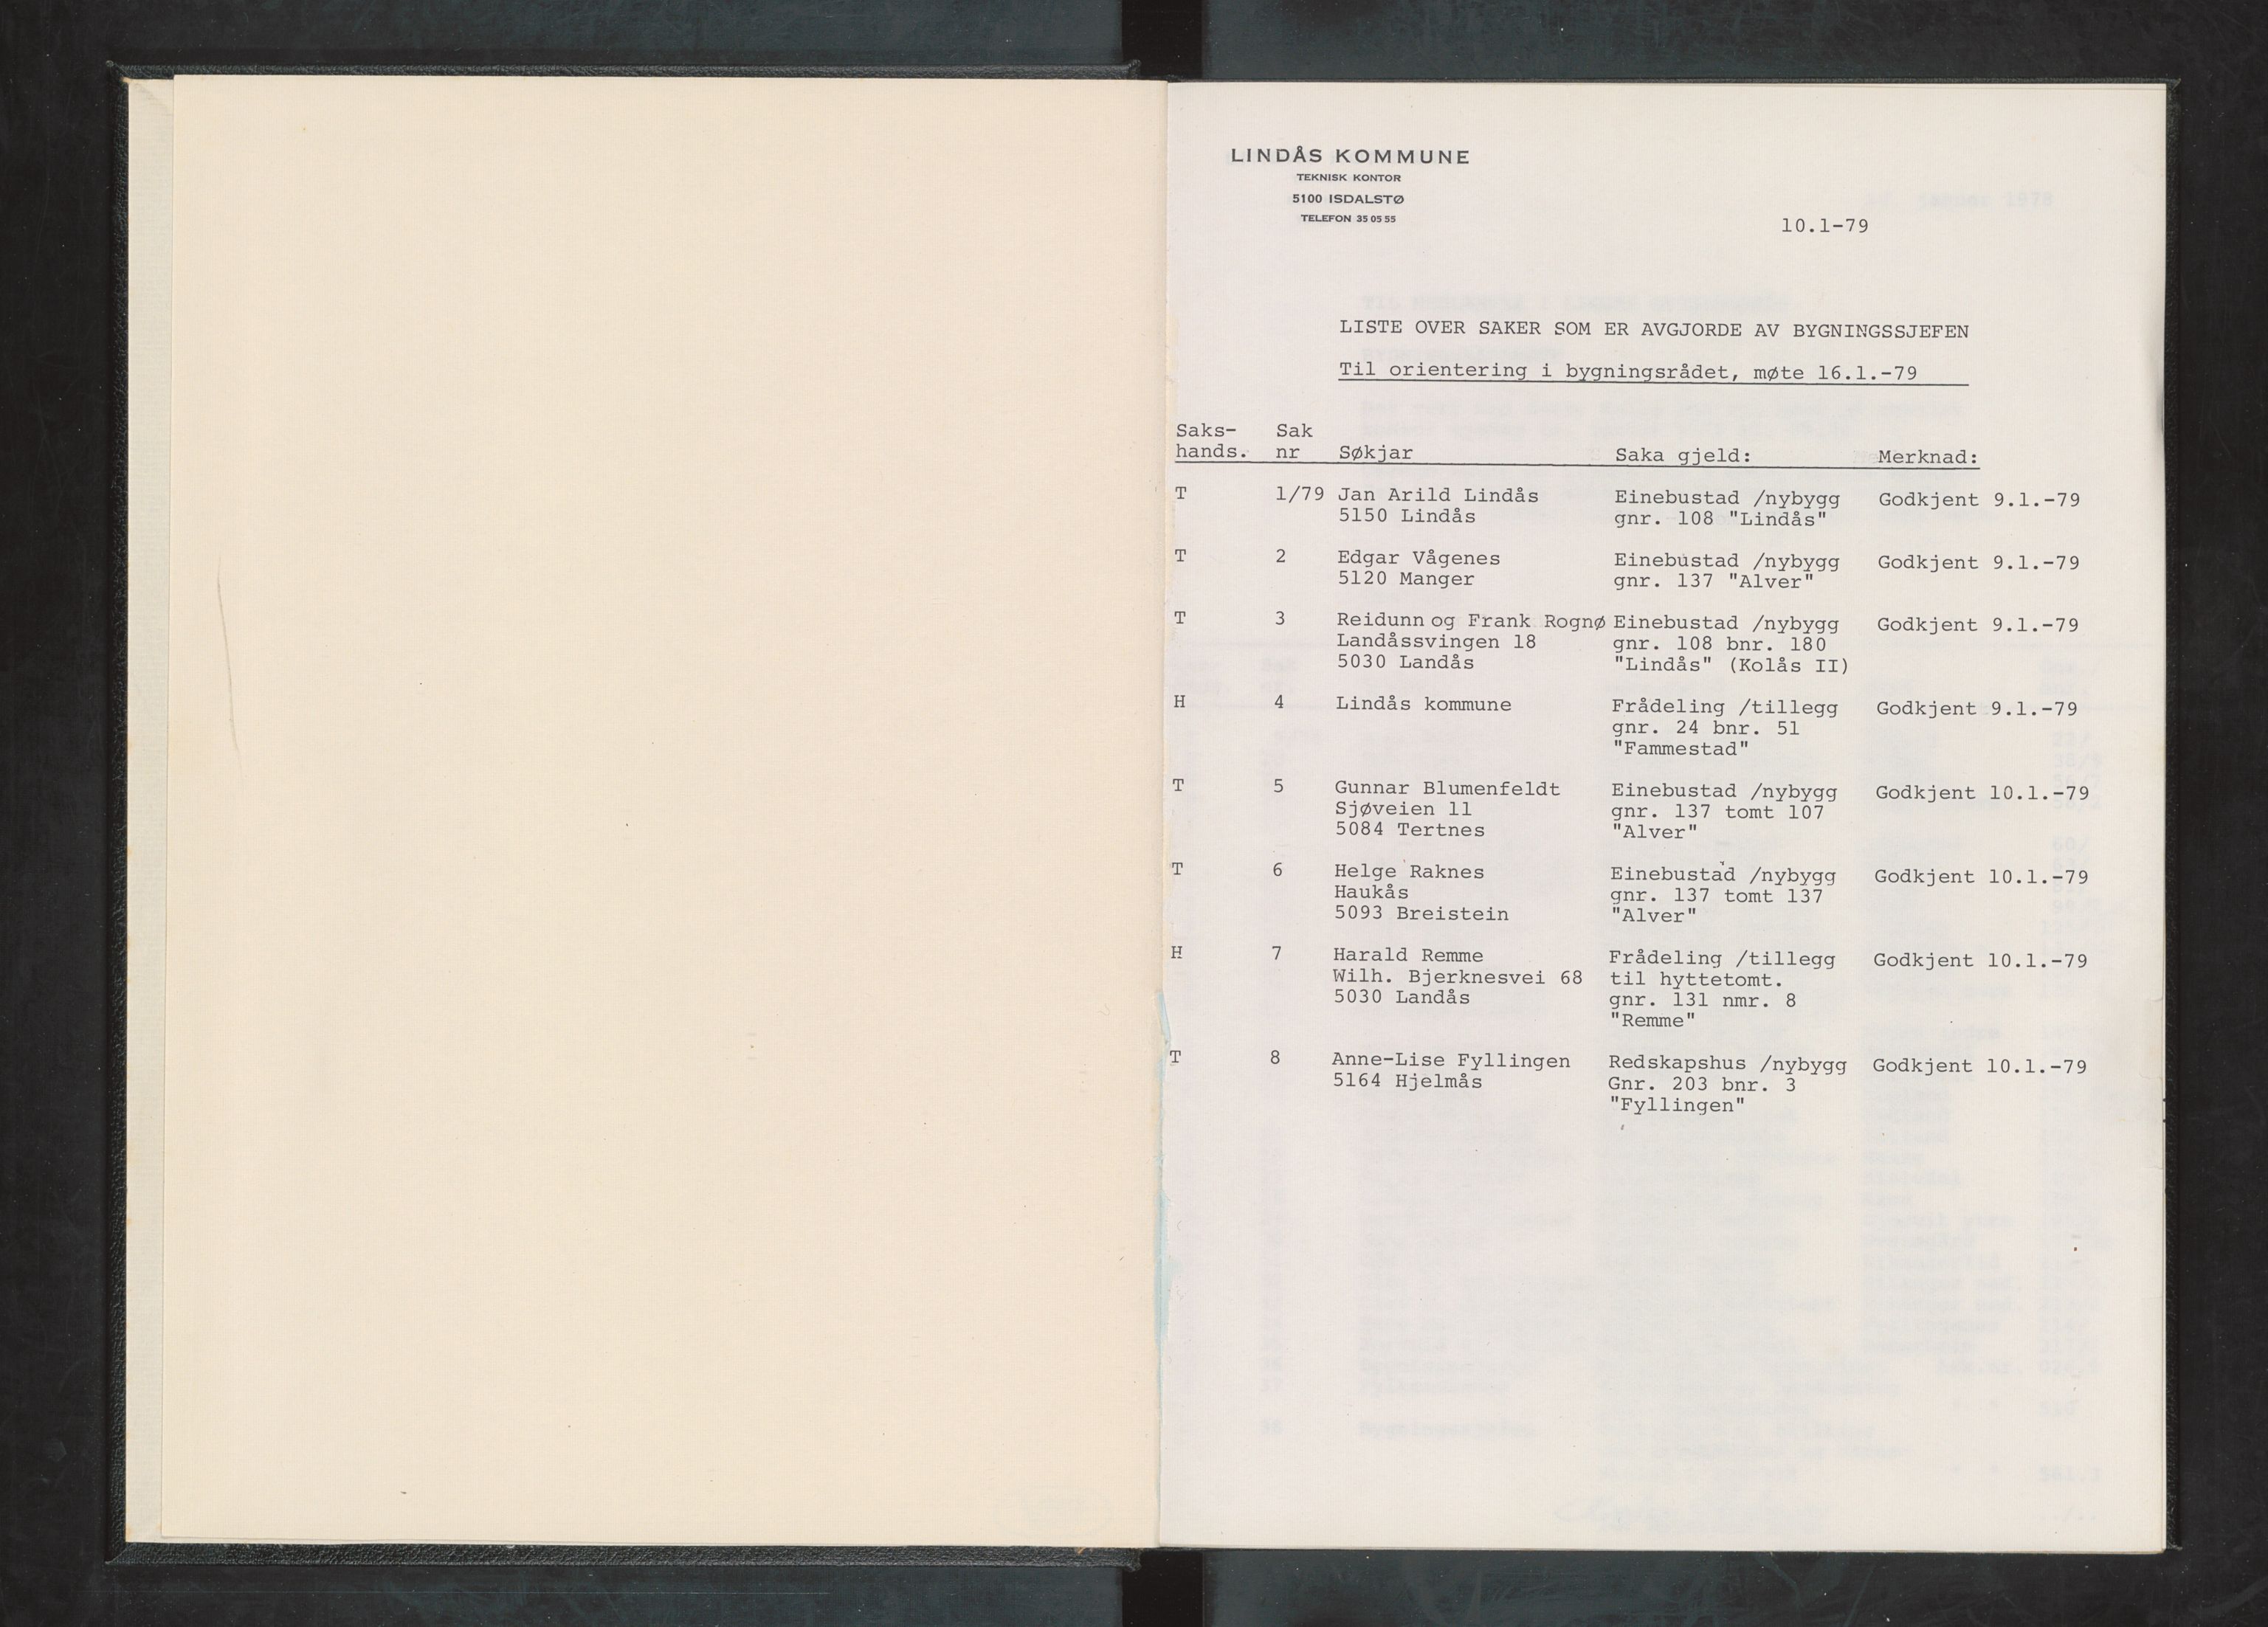 LINDÅS KOMMUNE
TEKNISK KONTOR
5100 ISDALSTØ
TELEFON 35 05 55
10.1-79
LISTE OVER SAKER SOM ER AVGJORDE AV BYGNINGSSJEFEN
Til orientering i bygningsrådet, møte 16.1.-79
Saks- Sak
hands. nr Søkjar Saka gjeld: Merknad:
T 1/79 Jan Arild Lindås Einebustad /nybygg Godkjent 9.1.-79
5150 Lindås gnr. 108 "Lindås"
T 2 Edgar Vågenes Einebustad /nybygg Godkjent 9.1.-79
5120 Manger gnr. 137 "Alver"
T 3 Reidunn og Frank Rognø Einebustad /nybygg Godkjent 9.1.-79
Landåssvingen 18 gnr. 108 bnr. 180
5030 Landås "Lindås" (Kolås II)
H 4 Lindås kommune Frådeling /tillegg Godkjent 9.1.-79
gnr. 24 bnr. 51
"Fammestad"
T 5 Gunnar Blumenfeldt Einebustad /nybygg Godkjent 10.1.-79
Sjøveien 11 gnr. 137 tomt 107
5084 Tertnes "Alver"
T 6 Helge Raknes Einebustad /nybygg Godkjent 10.1.-79
Haukås gnr. 137 tomt 137
5093 Breistein "Alver"
H 7 Harald Remme Frådeling /tillegg Godkjent 10.1.-79
Wilh. Bjerknesvei 68 til hyttetomt.
5030 Landås gnr. 131 nmr. 8
"Remme"
T 8 Anne-Lise Fyllingen Redskapshus /nybygg Godkjent 10.1.-79
5164 Hjelmås Gnr. 203 bnr. 3
"Fyllingen"